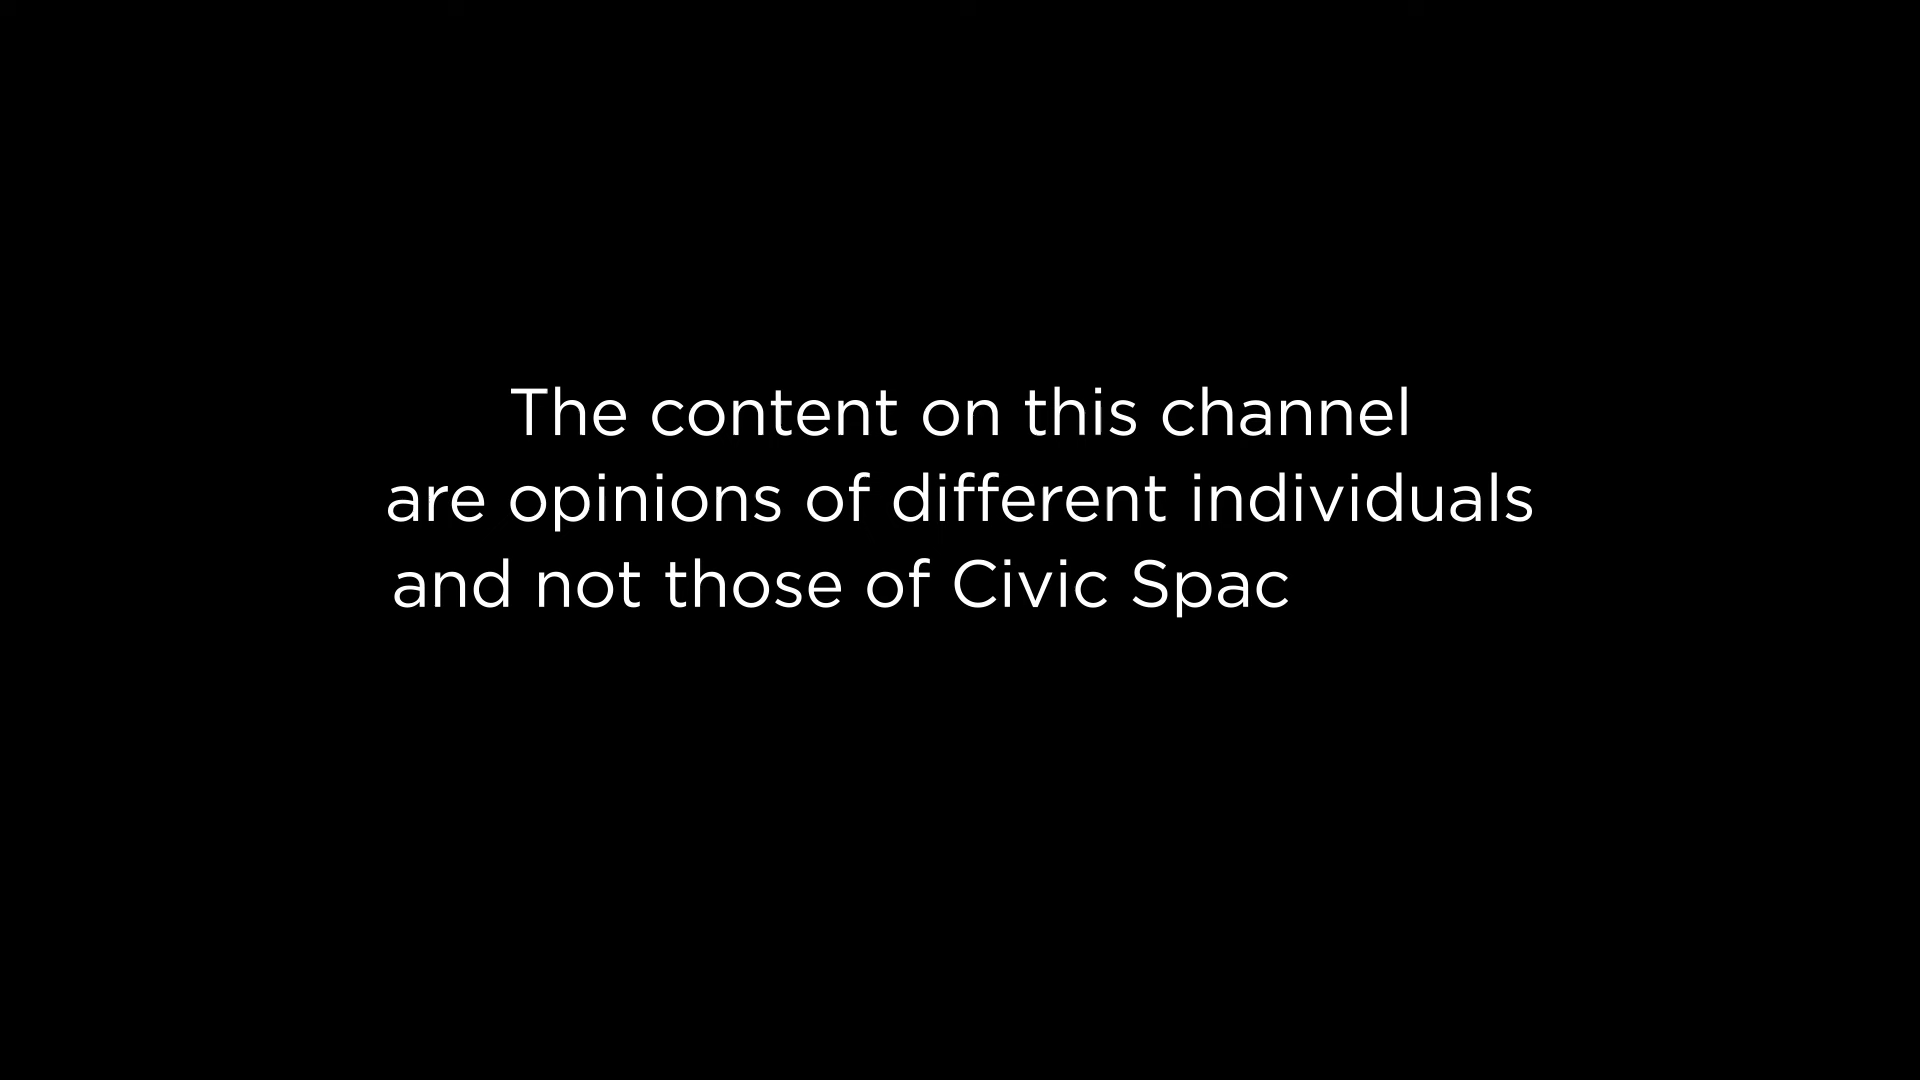 The content on this channel
are opinions of different individuals
and not those of Civic Spac